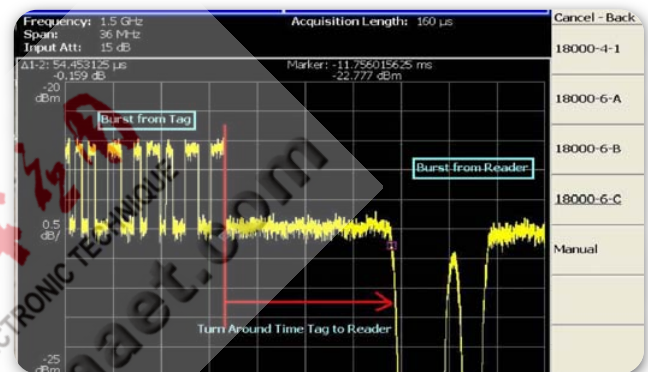 Frequency: 1.5 GHz
Acquisition Length: 160 µs
Span: 36 MHz
Input Att: 15 dB
Δ1-2: 54.453125 µs
-0.159 dB
Marker: -11.756015625 ms
-22.777 dBm
-20
dBm
Burst from Tag
Burst from Reader
0.5
dB/
Turn Around Time Tag to Reader
-25
dBm
Cancel - Back
18000-4-1
18000-6-A
18000-6-B
18000-6-C
Manual
CTRONIC TECHNIQUE
naaet.com